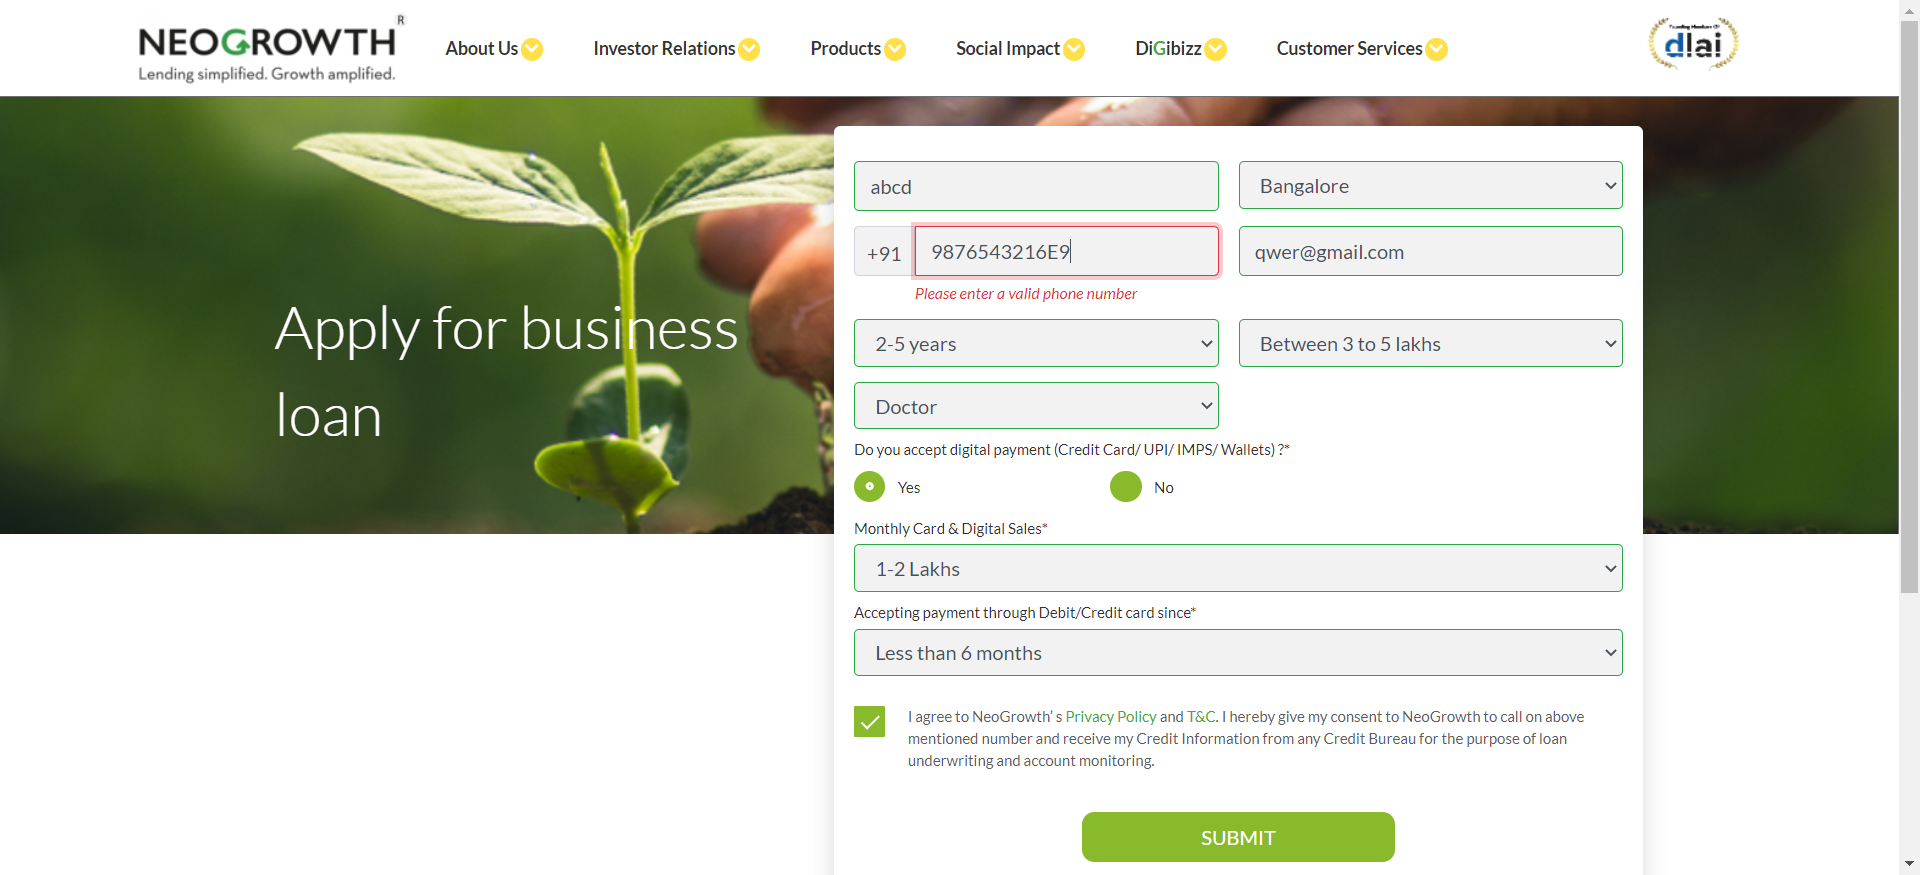 NEOGROWTH R
Lending simplified. Growth amplified.
About Us
Investor Relations
Products
Social Impact
DiGibizz
Customer Services
Founding Members Of
dlai
Apply for business
loan
abcd
Bangalore
+91
9876543216E9
qwer@gmail.com
Please enter a valid phone number
2-5 years
Between 3 to 5 lakhs
Doctor
Do you accept digital payment (Credit Card/ UPI/ IMPS/ Wallets) ?*
Yes
No
Monthly Card & Digital Sales*
1-2 Lakhs
Accepting payment through Debit/Credit card since*
Less than 6 months
I agree to NeoGrowth' s Privacy Policy and T&C. I hereby give my consent to NeoGrowth to call on above
mentioned number and receive my Credit Information from any Credit Bureau for the purpose of loan
underwriting and account monitoring.
SUBMIT